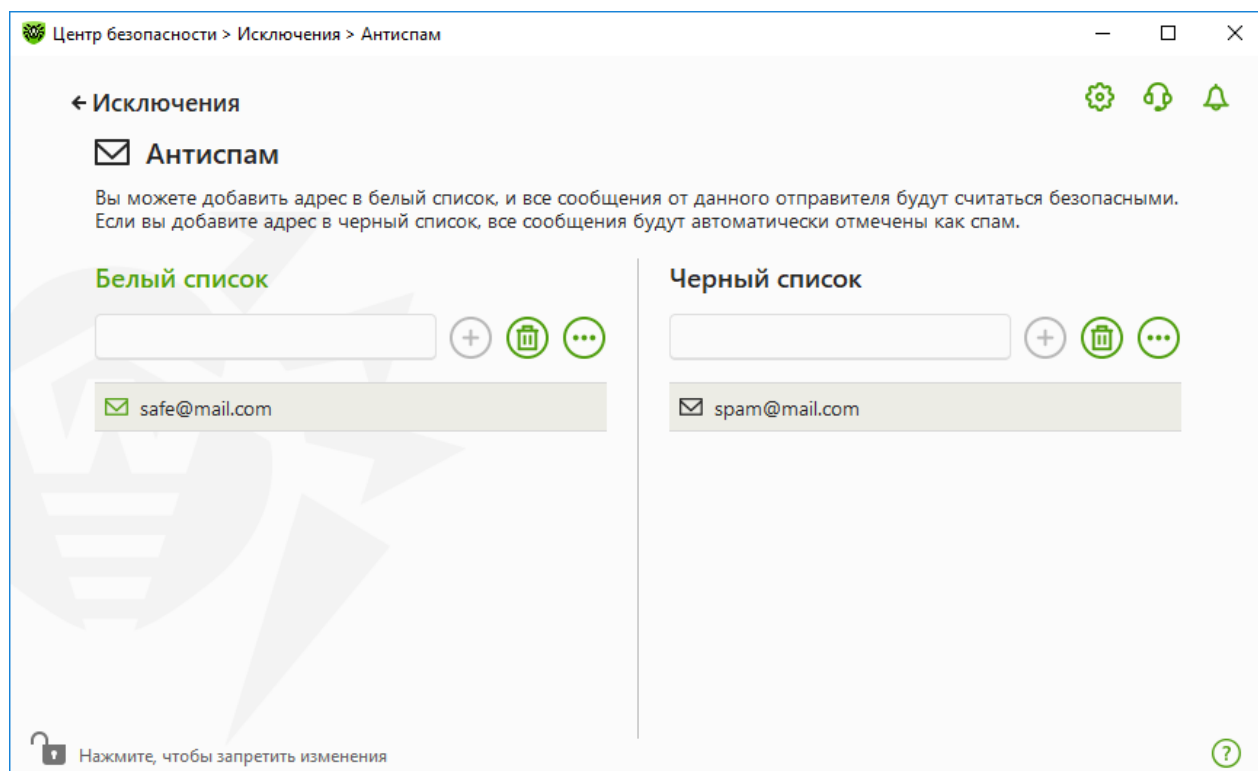 Центр безопасности > Исключения > Антиспам
Исключения
Антиспам
Вы можете добавить адрес в белый список, и все сообщения от данного отправителя будут считаться безопасными.
Если вы добавите адрес в черный список, все сообщения будут автоматически отмечены как спам.
Белый список
safe@mail.com
Черный список
spam@mail.com
Нажмите, чтобы запретить изменения